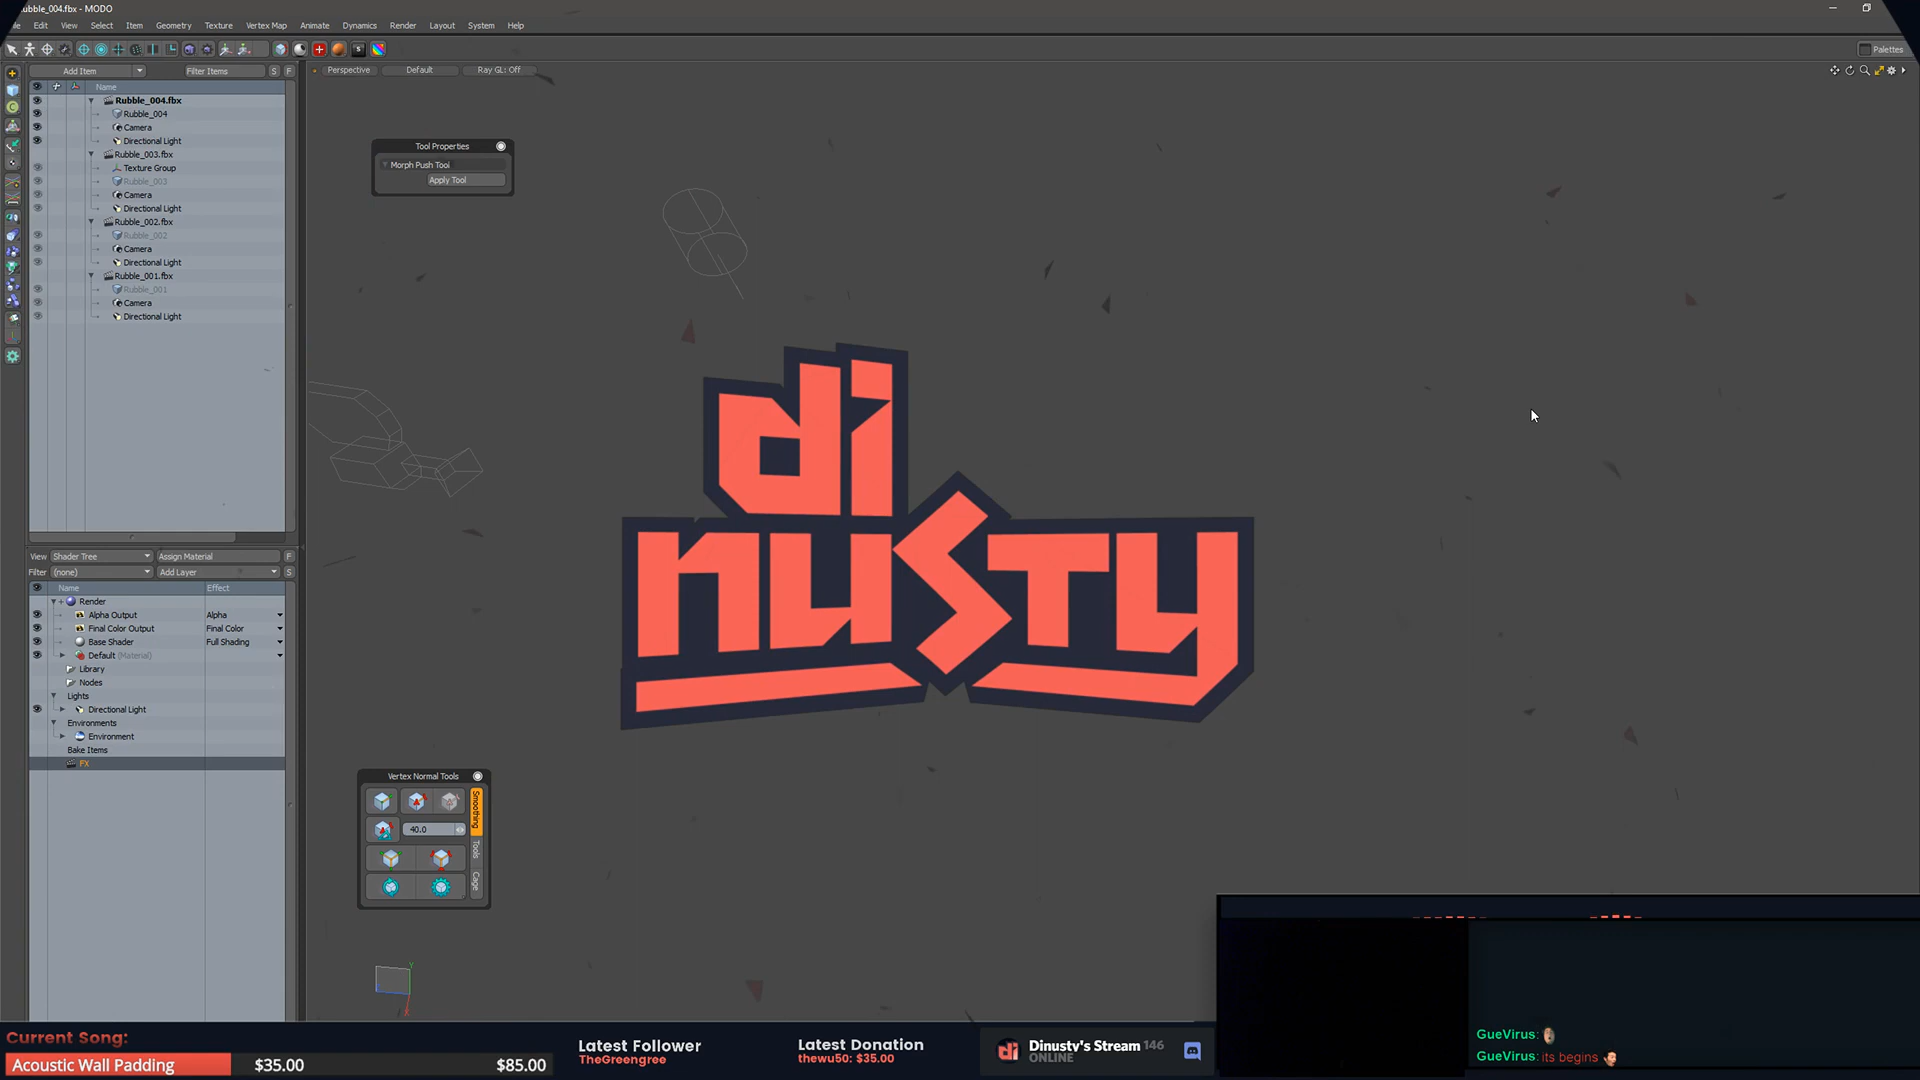 ubble_004.fbx - MODO
Edit View Select Item Geometry Texture Vertex Map Animate Dynamics Render Layout System Help
Palettes
Add Item Filter Items S F
Perspective Default Ray GL: Off
Name
Rubble_004.fbx
Rubble_004
Camera
Directional Light
Rubble_003.fbx
Texture Group
Rubble_003
Camera
Directional Light
Rubble_002.fbx
Rubble_002
Camera
Directional Light
Rubble_001.fbx
Rubble_001
Camera
Directional Light
Tool Properties
Morph Push Tool
Apply Tool
di
nusty
View Shader Tree Assign Material F
Filter (none) Add Layer S
Name Effect
Render
Alpha Output Alpha
Final Color Output Final Color
Base Shader Full Shading
Default (Material)
Library
Nodes
Lights
Directional Light
Environments
Environment
Bake Items
FX
Vertex Normal Tools
Smoothing
40.0
Tools
Cage
Y
X
GueVirus:
GueVirus: its begins
Current Song:
Acoustic Wall Padding $35.00 $85.00
Latest Follower
TheGreengree
Latest Donation
thewu50: $35.00
di
Dinusty's Stream 146
ONLINE